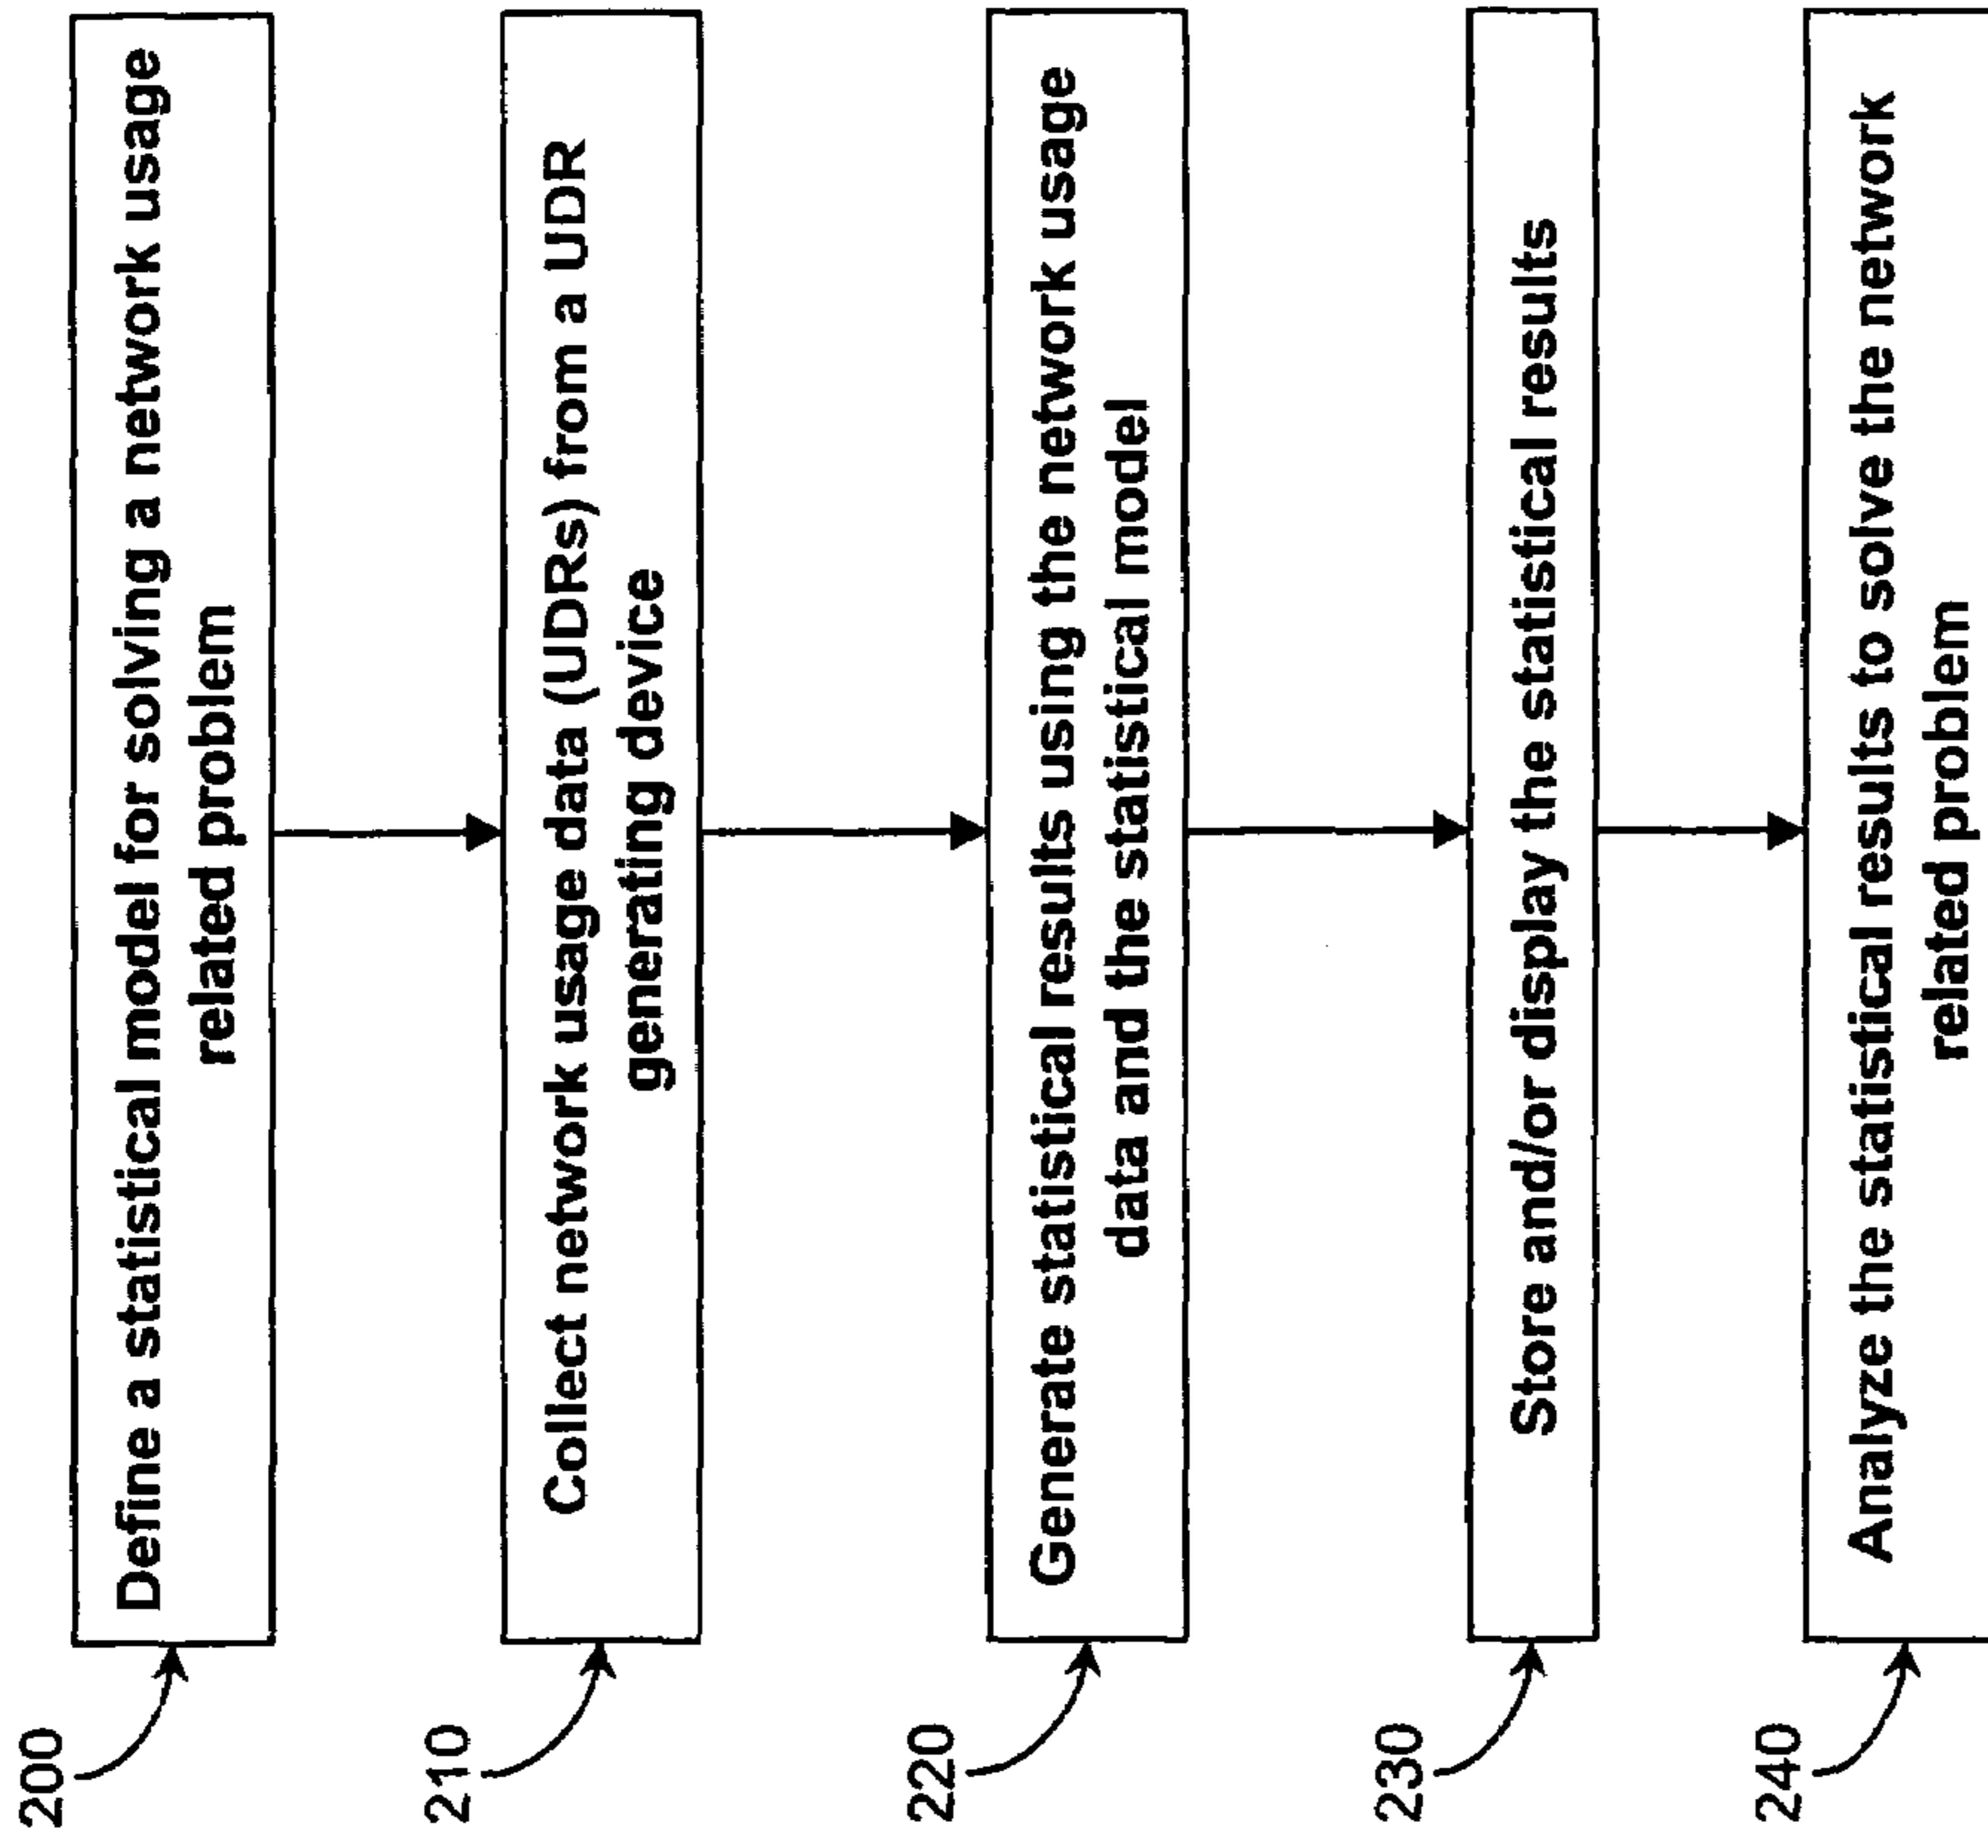 200
Define a statistical model for solving a network usage
related problem
210
Collect network usage data (UDRs) from a UDR
generating device
220
Generate statistical results using the network usage
data and the statistical model
230
Store and/or display the statistical results
240
Analyze the statistical results to solve the network
related problem